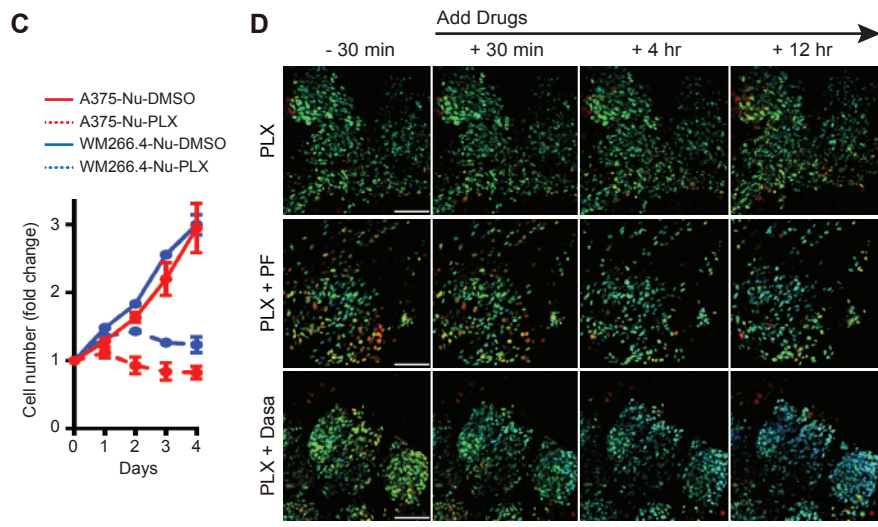 C
A375-Nu-DMSO
A375-Nu-PLX
WM266.4-Nu-DMSO
WM266.4-Nu-PLX
Cell number (fold change)
3
2
1
0
0 1 2 3 4
Days
D
Add Drugs
- 30 min + 30 min + 4 hr + 12 hr
PLX
PLX + PF
PLX + Dasa